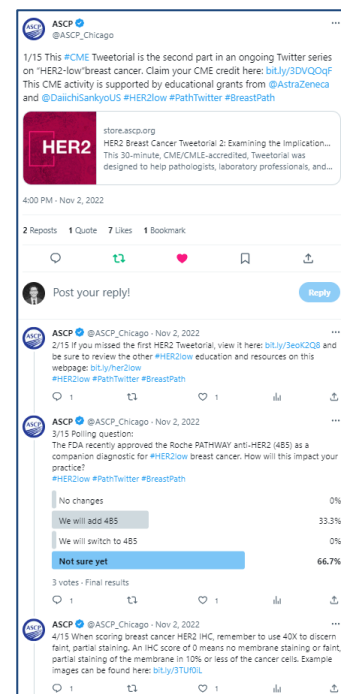 ASCP
@ASCP_Chicago
1/15 This #CME Tweetorial is the second part in an ongoing Twitter series
on "HER2-low"breast cancer. Claim your CME credit here: bit.ly/3DVQOqF
This CME activity is supported by educational grants from @AstraZeneca
and @DaiichiSankyoUS #HER2low #PathTwitter #BreastPath
HER2
store.ascp.org
HER2 Breast Cancer Tweetorial 2: Examining the Implication...
This 30-minute, CME/CMLE-accredited, Tweetorial was
designed to help pathologists, laboratory professionals, and...
4:00 PM · Nov 2, 2022
2 Reposts 1 Quote 7 Likes 1 Bookmark
Post your reply!
Reply
ASCP @ASCP_Chicago · Nov 2, 2022
2/15 If you missed the first HER2 Tweetorial, view it here: bit.ly/3eoK2Q8 and
be sure to review the other #HER2low education and resources on this
webpage: bit.ly/her2low
#HER2low #PathTwitter #BreastPath
1 1
ASCP @ASCP_Chicago · Nov 2, 2022
3/15 Polling question:
The FDA recently approved the Roche PATHWAY anti-HER2 (4B5) as a
companion diagnostic for #HER2low breast cancer. How will this impact your
practice?
#HER2low #PathTwitter #BreastPath
No changes 0%
We will add 4B5 33.3%
We will switch to 4B5 0%
Not sure yet 66.7%
3 votes · Final results
1 1
ASCP @ASCP_Chicago · Nov 2, 2022
4/15 When scoring breast cancer HER2 IHC, remember to use 40X to discern
faint, partial staining. An IHC score of 0 means no membrane staining or faint,
partial staining of the membrane in 10% or less of the cancer cells. Example
images can be found here: bit.ly/3TUf0iL
1 1